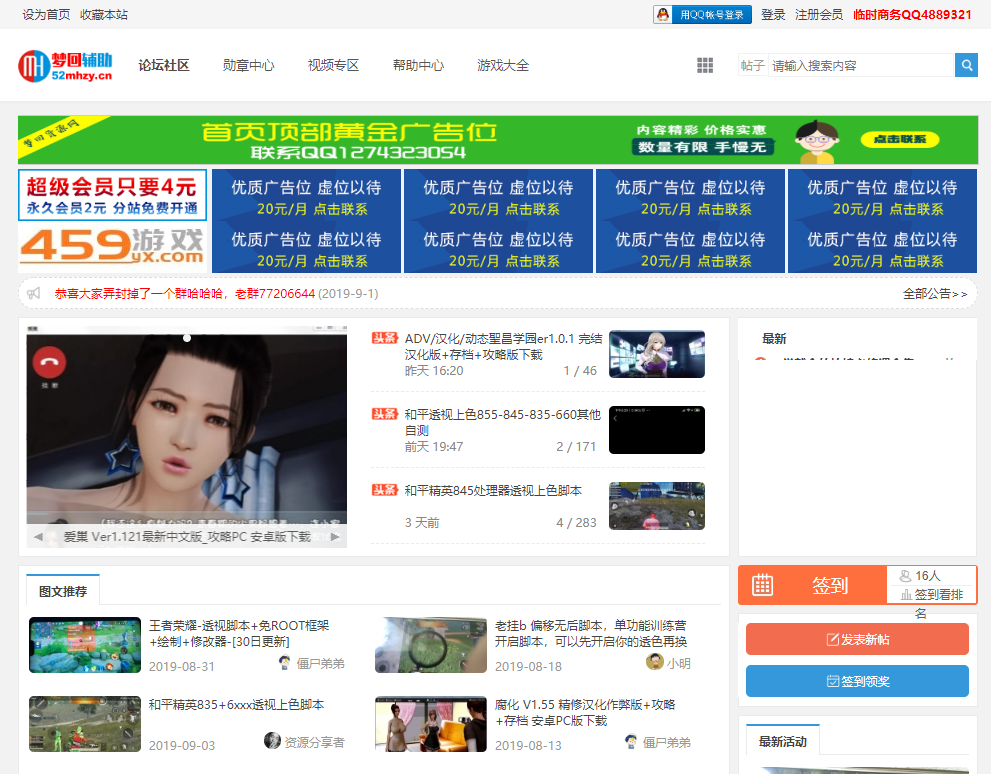 设为首页 收藏本站
用QQ帐号登录 登录 注册会员 临时商务QQ4889321
梦回辅助
52mhzy.cn
论坛社区 勋章中心 视频专区 帮助中心 游戏大全
帖子 请输入搜索内容
梦回货源网
首页顶部黄金广告位
联系QQ1274323054
内容精彩 价格实惠
数量有限 手慢无
点击联系
超级会员只要4元
永久会员2元 分站免费开通
优质广告位 虚位以待
20元/月 点击联系
优质广告位 虚位以待
20元/月 点击联系
优质广告位 虚位以待
20元/月 点击联系
优质广告位 虚位以待
20元/月 点击联系
459游戏
yx.com
优质广告位 虚位以待
20元/月 点击联系
优质广告位 虚位以待
20元/月 点击联系
优质广告位 虚位以待
20元/月 点击联系
优质广告位 虚位以待
20元/月 点击联系
恭喜大家弄封掉了一个群哈哈哈，老群77206644 (2019-9-1)
全部公告>>
爱巢 Ver1.121最新中文版_攻略PC 安卓版下载
头条 ADV/汉化/动态圣昌学园er1.0.1 完结
汉化版+存档+攻略版下载
昨天 16:20 1 / 46
头条 和平透视上色855-845-835-660其他
自测
前天 19:47 2 / 171
头条 和平精英845处理器透视上色脚本
3 天前 4 / 283
最新
图文推荐
王者荣耀-透视脚本+免ROOT框架
+绘制+修改器-[30日更新]
2019-08-31 僵尸弟弟
老挂b 偏移无后脚本，单功能训练营
开启脚本，可以先开启你的透色再换
2019-08-18 小明
和平精英835+6xxx透视上色脚本
2019-09-03 资源分享者
魔化 V1.55 精修汉化作弊版+攻略
+存档 安卓PC版下载
2019-08-13 僵尸弟弟
签到
16人
签到看排
名
发表新帖
签到领奖
最新活动